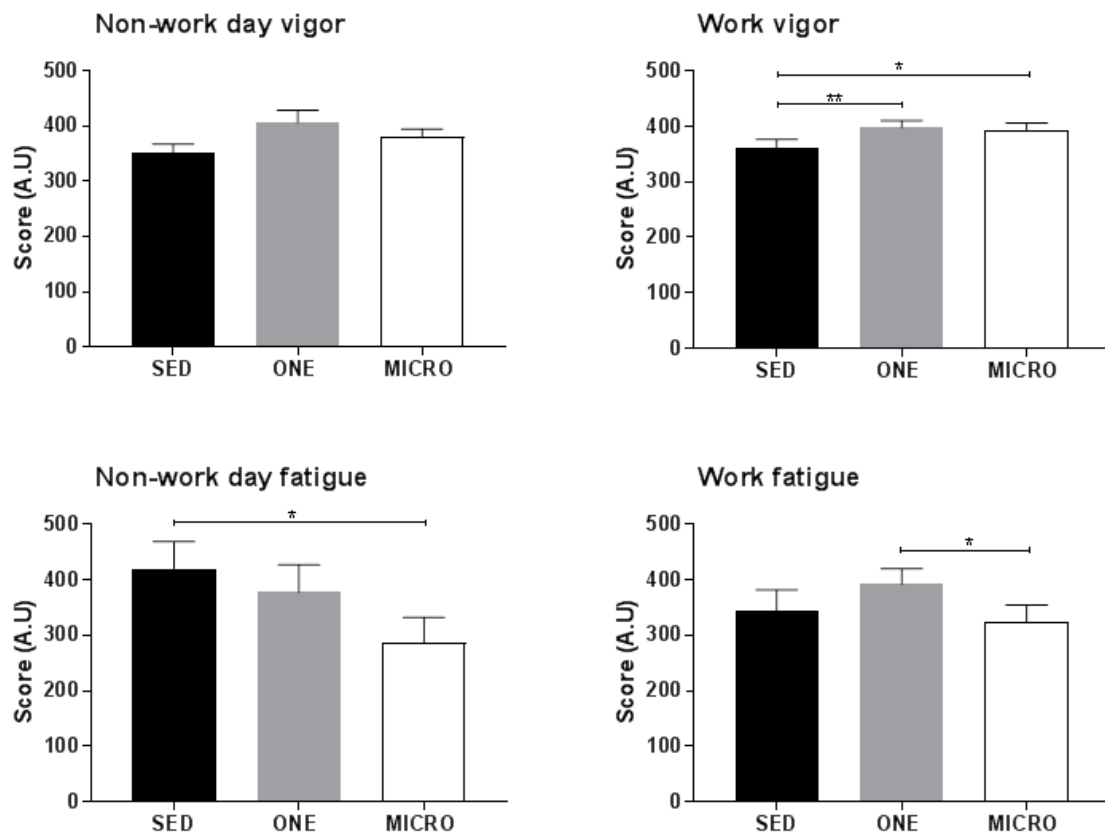 Non-work day vigor
Score (A.U)
500
400
300
200
100
0
SED ONE MICRO
Work vigor
Score (A.U)
500
400
300
200
100
0
*
**
SED ONE MICRO
Non-work day fatigue
Score (A.U)
500
400
300
200
100
0
*
SED ONE MICRO
Work fatigue
Score (A.U)
500
400
300
200
100
0
*
SED ONE MICRO